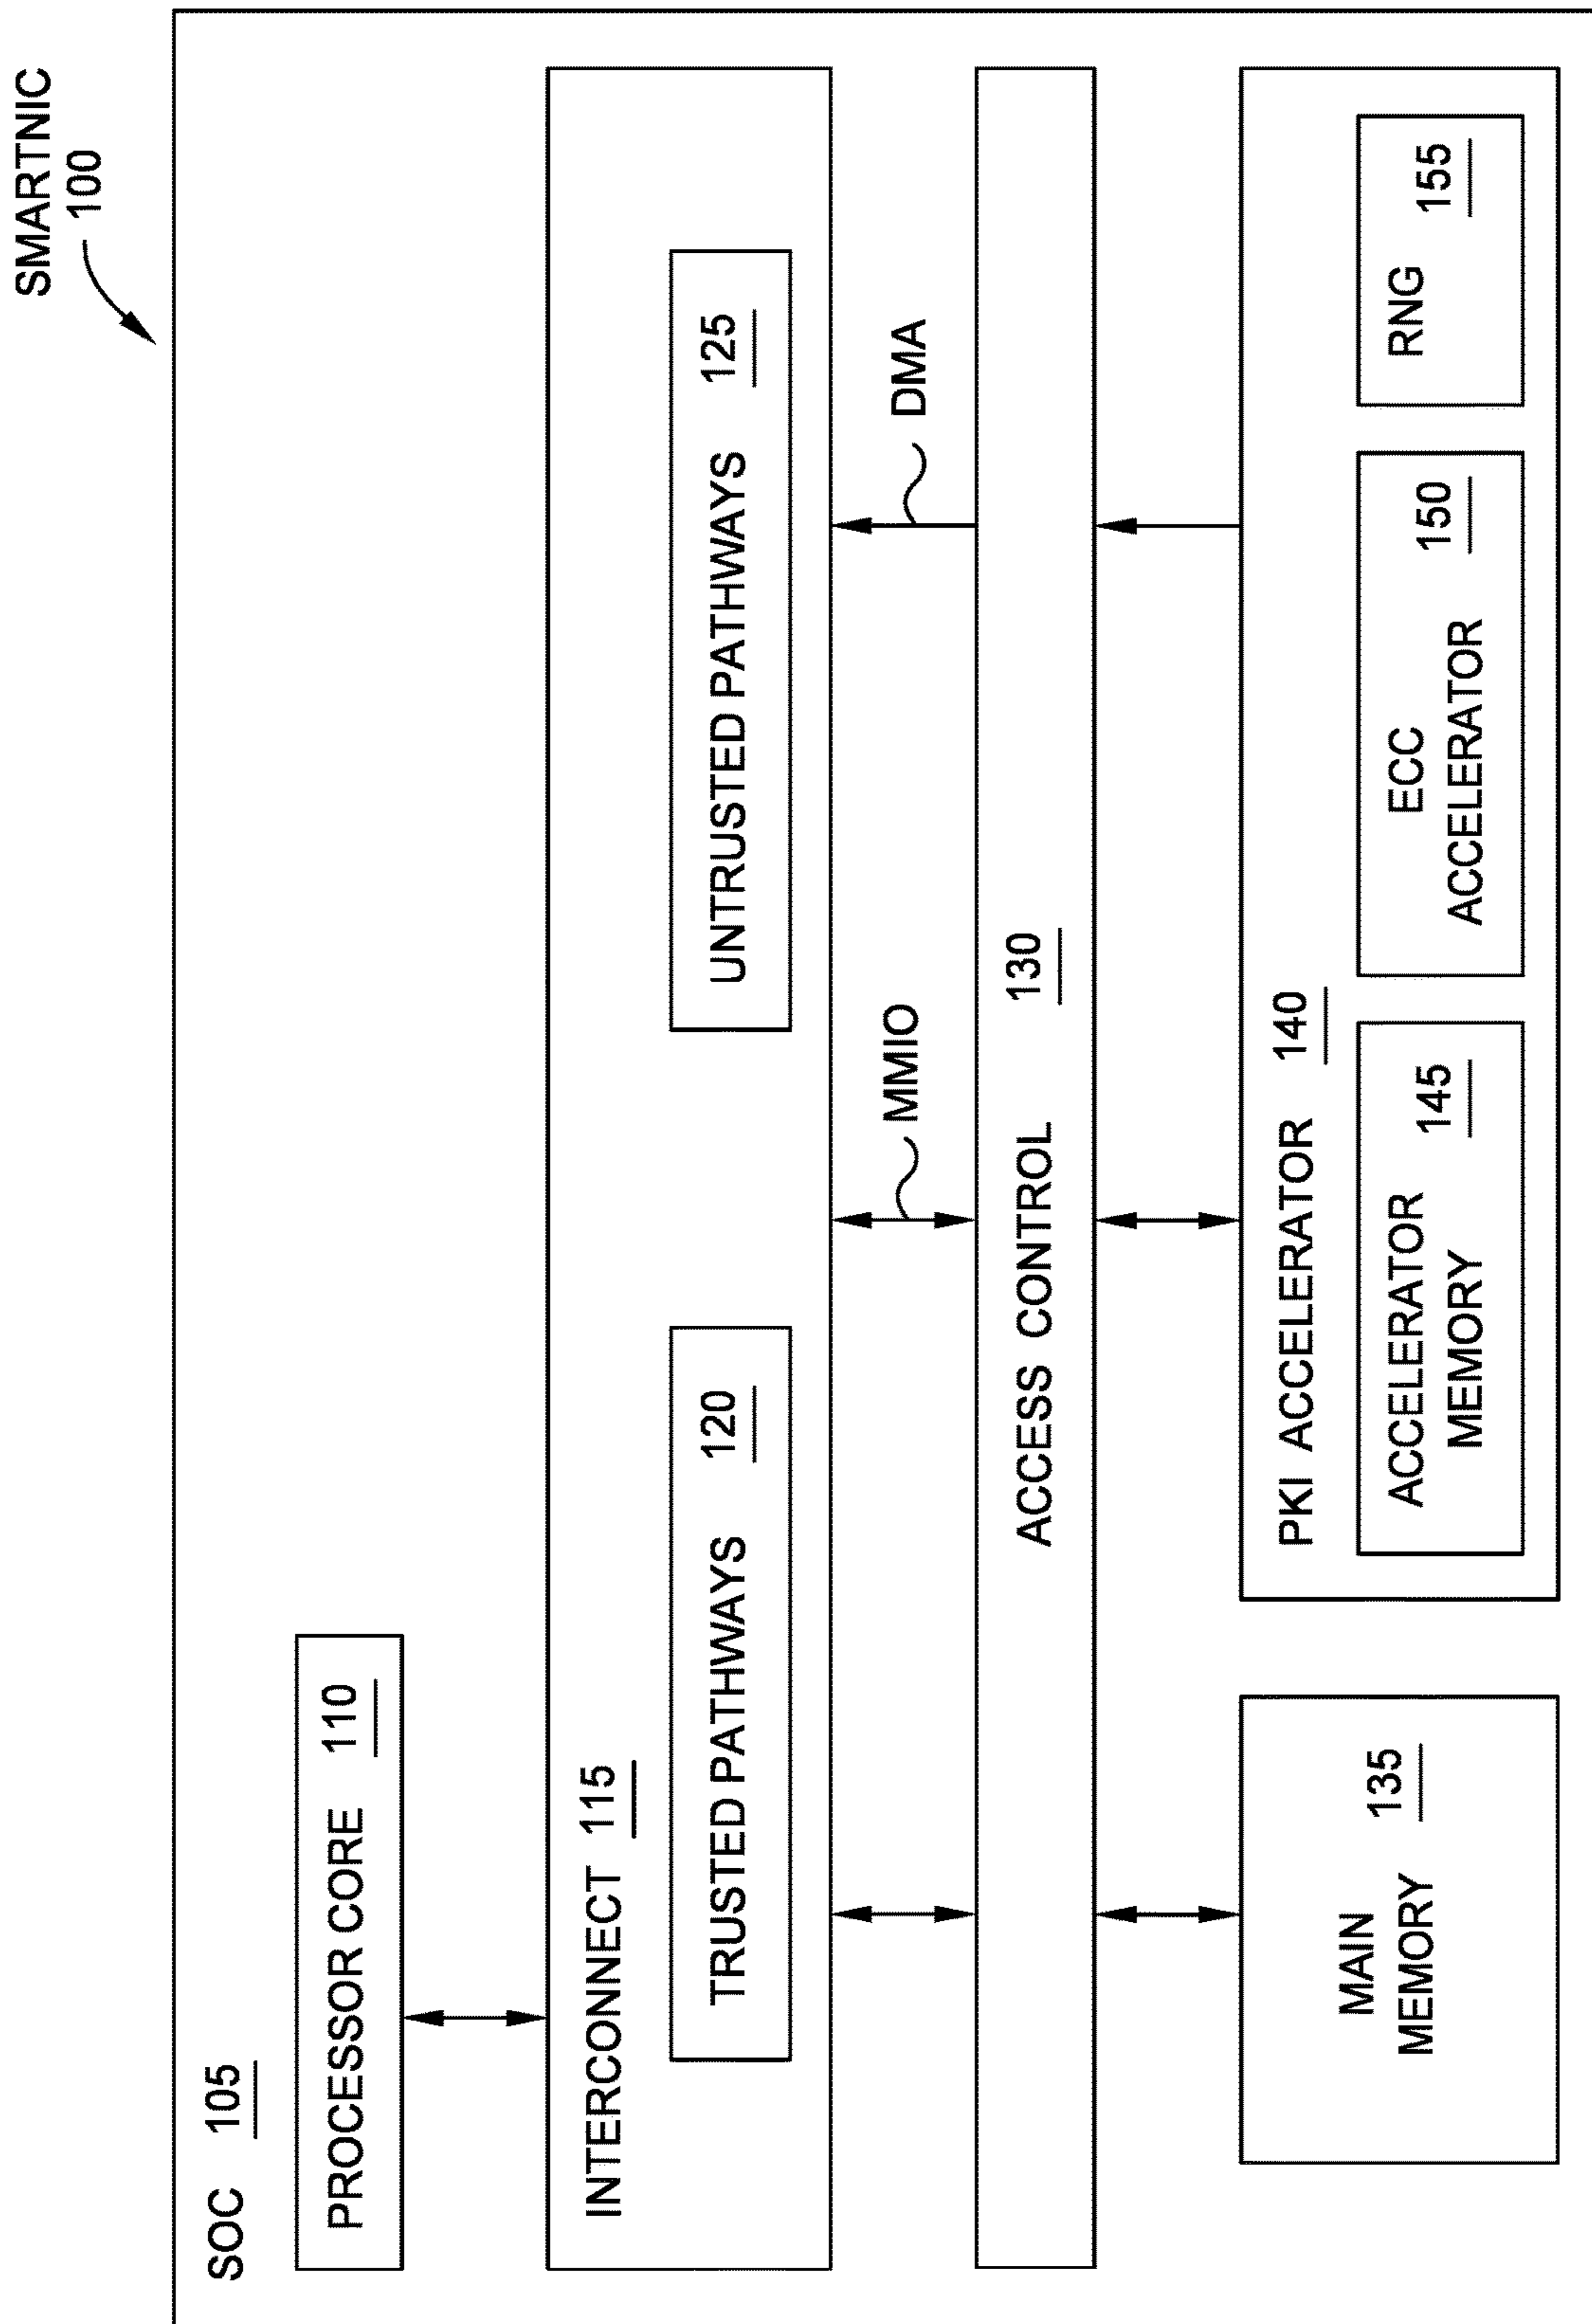 SMARTNIC
100
SOC 105
PROCESSOR CORE 110
INTERCONNECT 115
TRUSTED PATHWAYS 120
UNTRUSTED PATHWAYS 125
MMIO
DMA
ACCESS CONTROL 130
MAIN
MEMORY 135
PKI ACCELERATOR 140
ACCELERATOR
MEMORY 145
ECC
ACCELERATOR 150
RNG 155